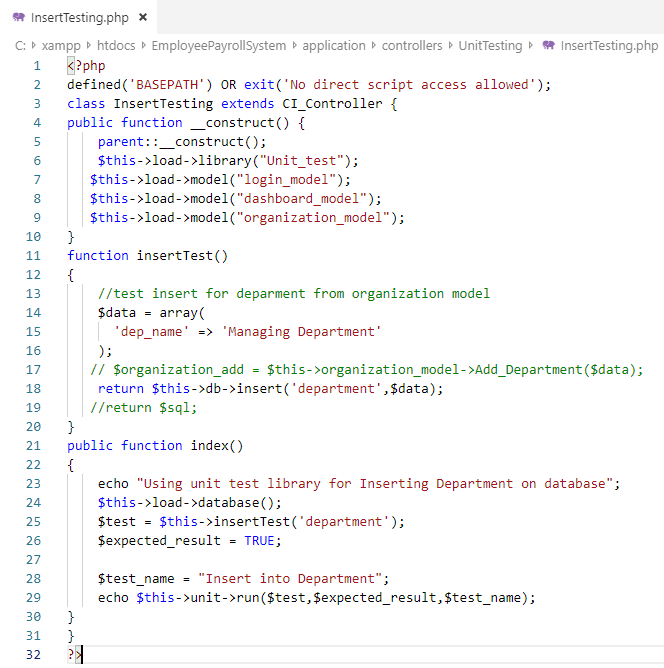 InsertTesting.php ×
C: > xampp > htdocs > EmployeePayrollSystem > application > controllers > UnitTesting > InsertTesting.php
1 <?php
2 defined('BASEPATH') OR exit('No direct script access allowed');
3 class InsertTesting extends CI_Controller {
4 public function __construct() {
5 parent::__construct();
6 $this->load->library("Unit_test");
7 $this->load->model("login_model");
8 $this->load->model("dashboard_model");
9 $this->load->model("organization_model");
10 }
11 function insertTest()
12 {
13 //test insert for deparment from organization model
14 $data = array(
15 'dep_name' => 'Managing Department'
16 );
17 // $organization_add = $this->organization_model->Add_Department($data);
18 return $this->db->insert('department',$data);
19 //return $sql;
20 }
21 public function index()
22 {
23 echo "Using unit test library for Inserting Department on database";
24 $this->load->database();
25 $test = $this->insertTest('department');
26 $expected_result = TRUE;
27
28 $test_name = "Insert into Department";
29 echo $this->unit->run($test,$expected_result,$test_name);
30 }
31 }
32 ?>